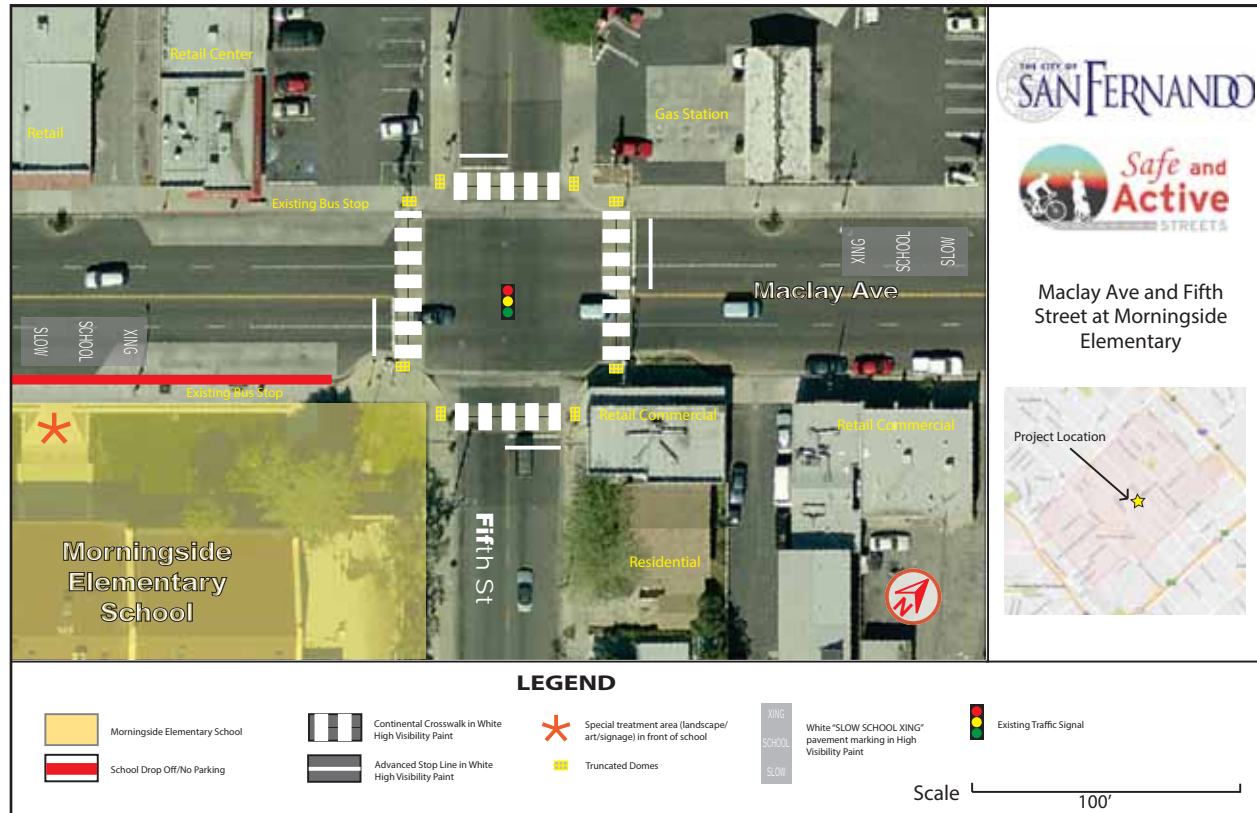 Retail Center
Retail
Gas Station
Existing Bus Stop
XING
SCHOOL
SLOW
Maclay Ave
SLOW
SCHOOL
XING
Existing Bus Stop
Retail Commercial
Retail Commercial
Morningside
Elementary
School
Fifth St
Residential
N
THE CITY OF
SAN FERNANDO
Safe and
Active
STREETS
Maclay Ave and Fifth
Street at Morningside
Elementary
Project Location
LEGEND
Morningside Elementary School
School Drop Off/No Parking
Continental Crosswalk in White
High Visibility Paint
Advanced Stop Line in White
High Visibility Paint
Special treatment area (landscape/
art/signage) in front of school
Truncated Domes
XING
SCHOOL
SLOW
White "SLOW SCHOOL XING"
pavement marking in High
Visibility Paint
Existing Traffic Signal
Scale
100'